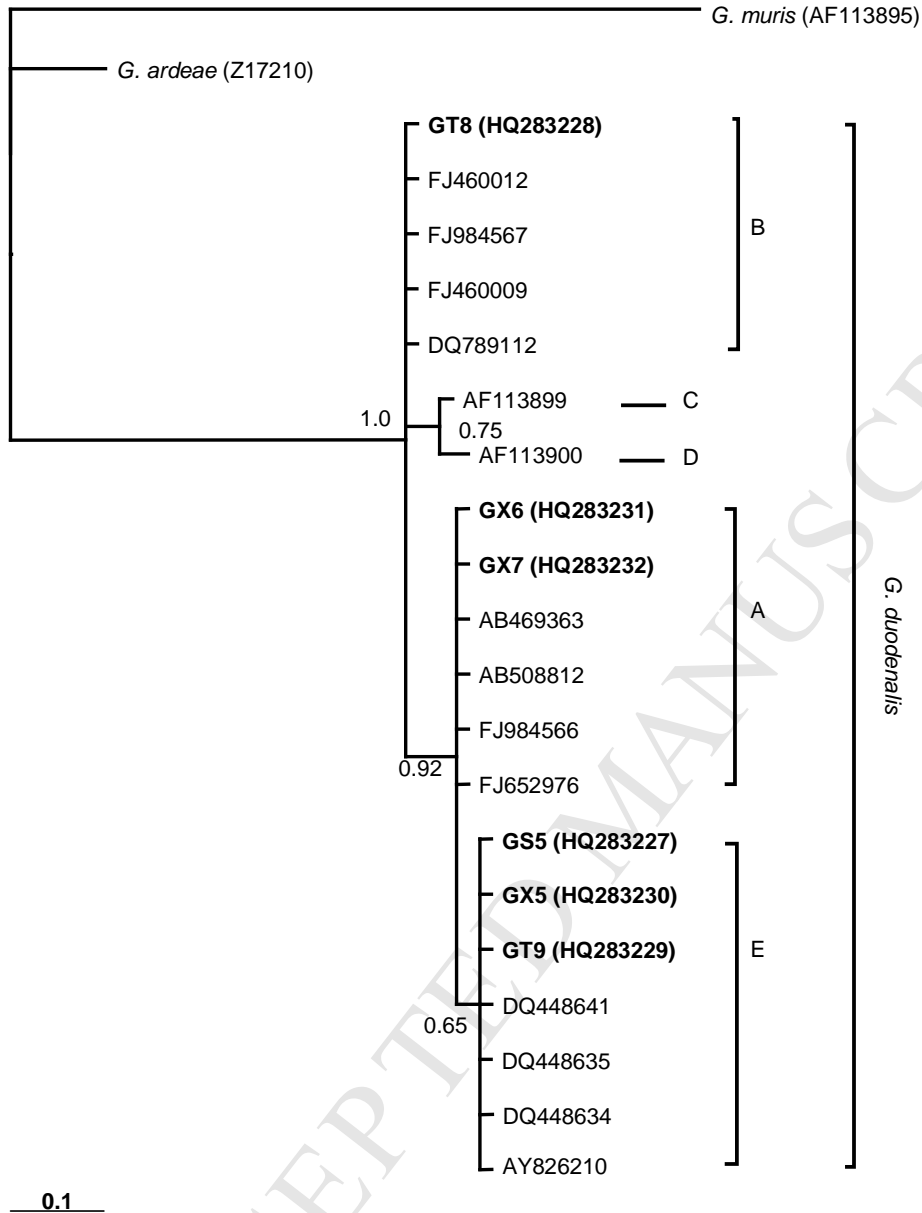 G. muris (AF113895)
G. ardeae (Z17210)
GT8 (HQ283228)
FJ460012
FJ984567
B
FJ460009
DQ789112
AF113899
C
1.0
0.75
AF113900
D
GX6 (HQ283231)
GX7 (HQ283232)
AB469363
A
G. duodenalis
AB508812
FJ984566
0.92
FJ652976
GS5 (HQ283227)
GX5 (HQ283230)
GT9 (HQ283229)
E
DQ448641
0.65
DQ448635
DQ448634
AY826210
0.1
EPTED MANUSCR